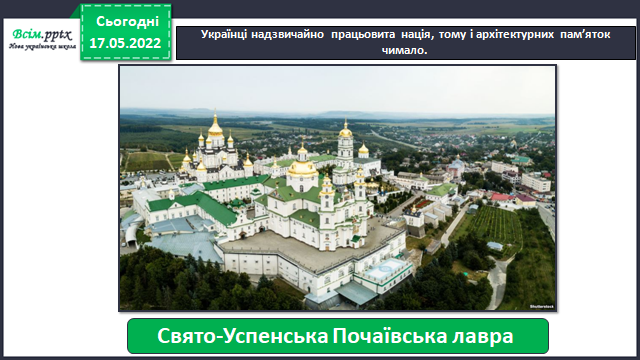 Всім.pptx
Нова українська школа
Сьогодні
17.05.2022
Українці надзвичайно працьовита нація, тому і архітектурних пам’яток
чимало.
Shutterstock
Свято-Успенська Почаївська лавра